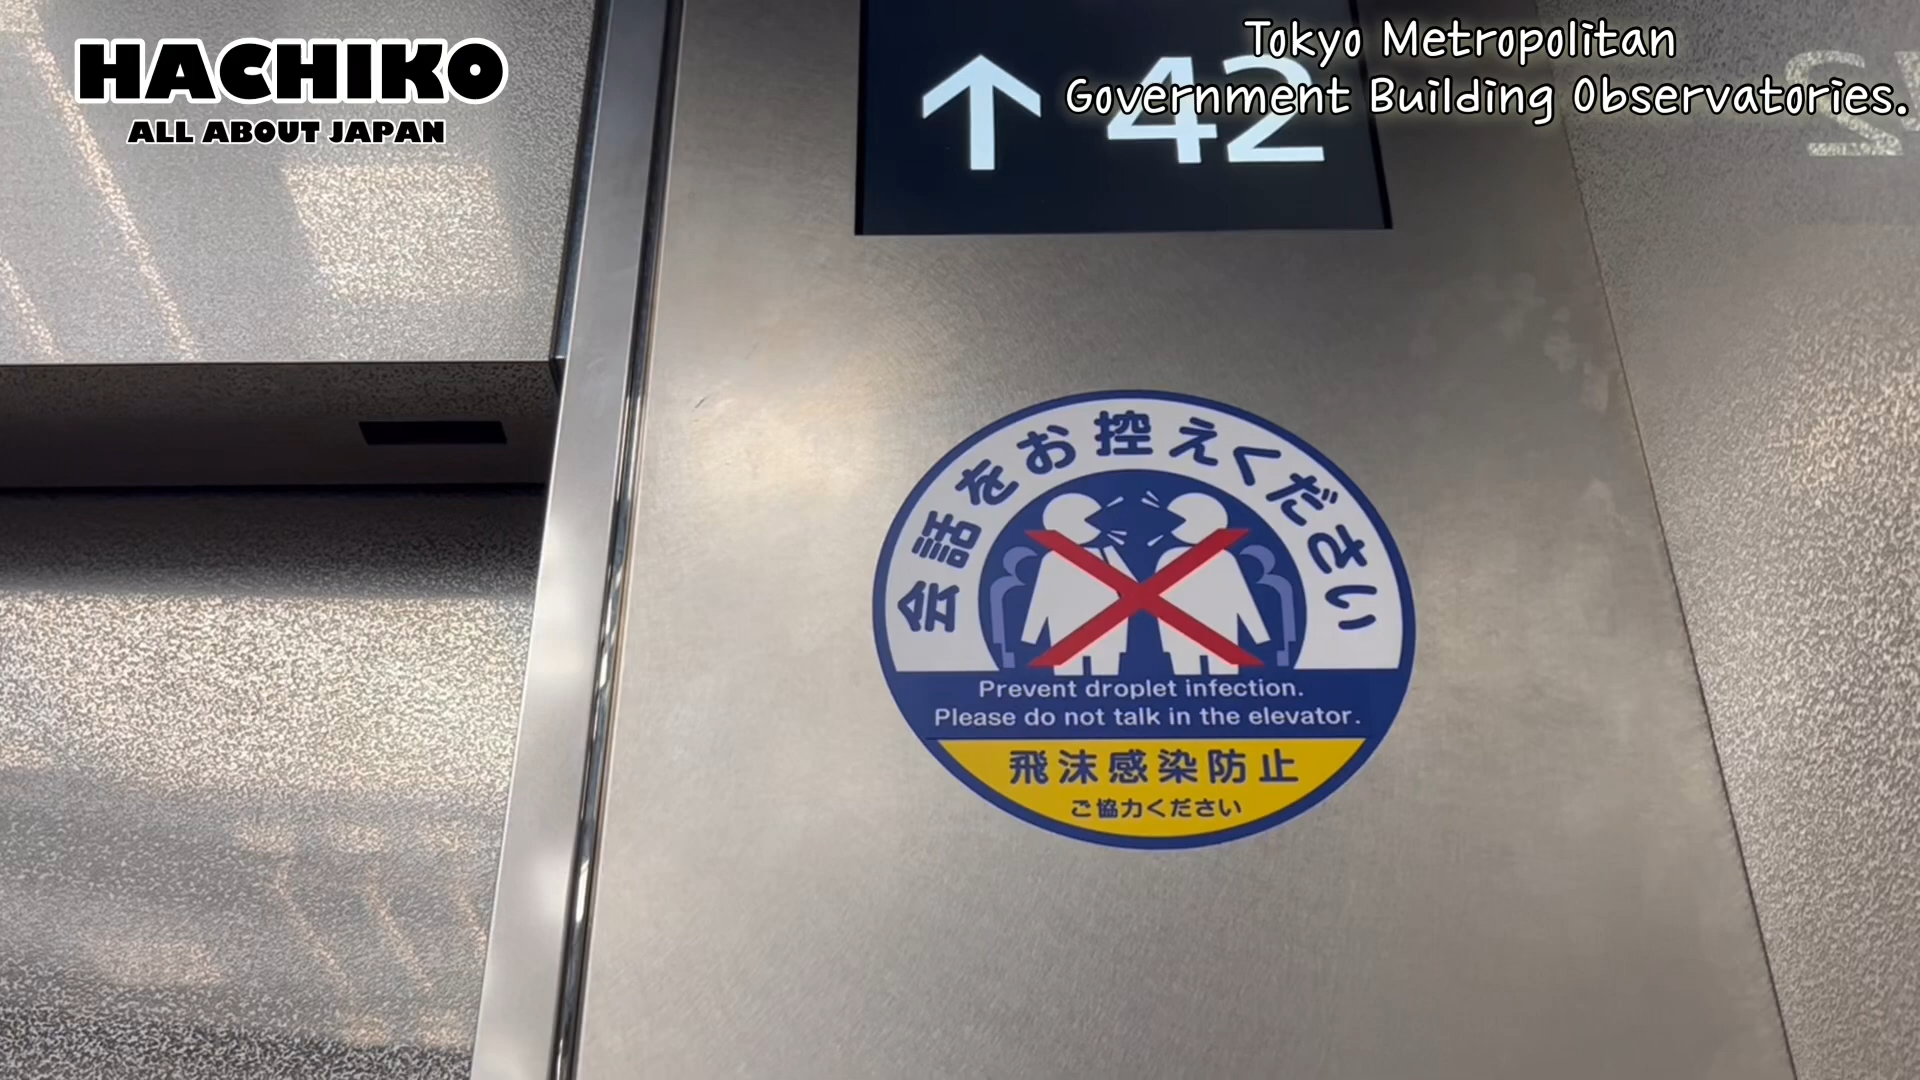 HACHIKO
ALL ABOUT JAPAN
Tokyo Metropolitan
Government Building Observatories.
↑ 42
会話をお控えください
Prevent droplet infection.
Please do not talk in the elevator.
飛沫感染防止
ご協力ください